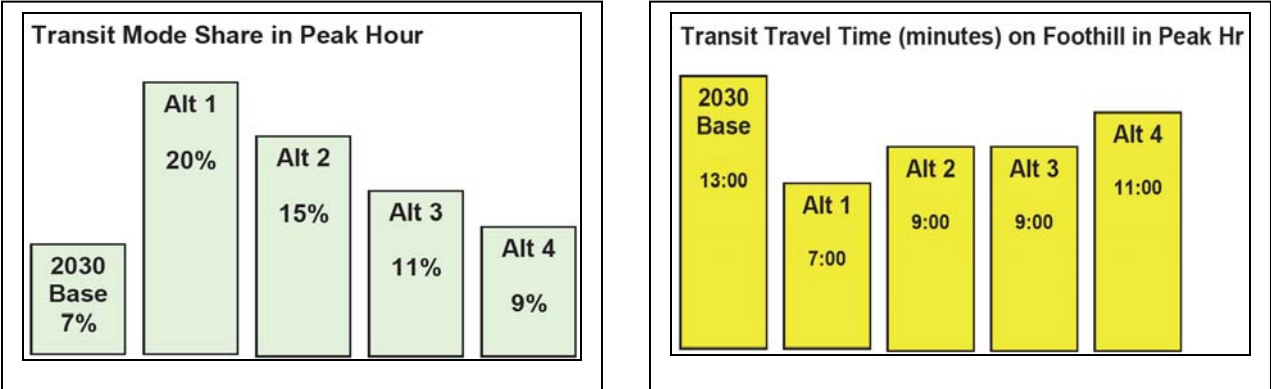 Transit Mode Share in Peak Hour
2030
Base
7%
Alt 1
20%
Alt 2
15%
Alt 3
11%
Alt 4
9%
Transit Travel Time (minutes) on Foothill in Peak Hr
2030
Base
13:00
Alt 1
7:00
Alt 2
9:00
Alt 3
9:00
Alt 4
11:00